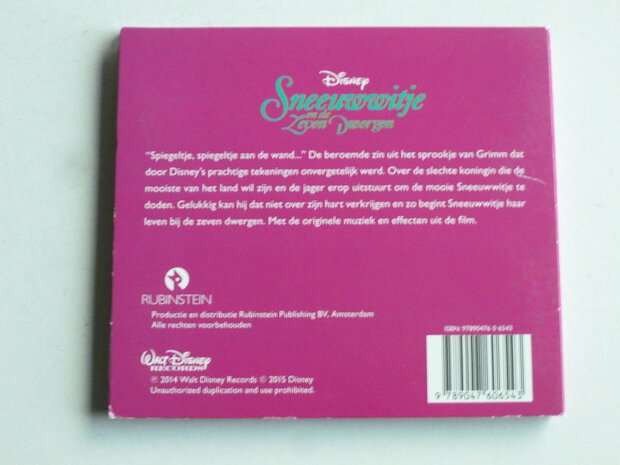 Disney
Sneeuwwitje
en de
Zeven Dwergen
"Spiegeltje, spiegeltje aan de wand..." De beroemde zin uit het sprookje van Grimm dat
door Disney's prachtige tekeningen onvergetelijk werd. Over de slechte koningin die de
mooiste van het land wil zijn en de jager erop uitstuurt om de mooie Sneeuwwitje te
doden. Gelukkig kan hij dat niet over zijn hart verkrijgen en zo begint Sneeuwwitje haar
leven bij de zeven dwergen. Met de originele muziek en effecten uit de film.
RUBINSTEIN
Productie en distributie Rubinstein Publishing BV, Amsterdam
Alle rechten voorbehouden
WALT DISNEY
RECORDS
℗ 2014 Walt Disney Records © 2015 Disney
Unauthorized duplication and use prohibited.
ISBN: 97890476 0 6543
9 789047 606543